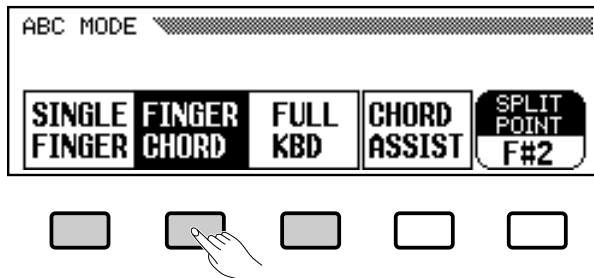 ABC MODE
SINGLE FINGER
FINGER CHORD
FULL KBD
CHORD ASSIST
SPLIT POINT
F#2